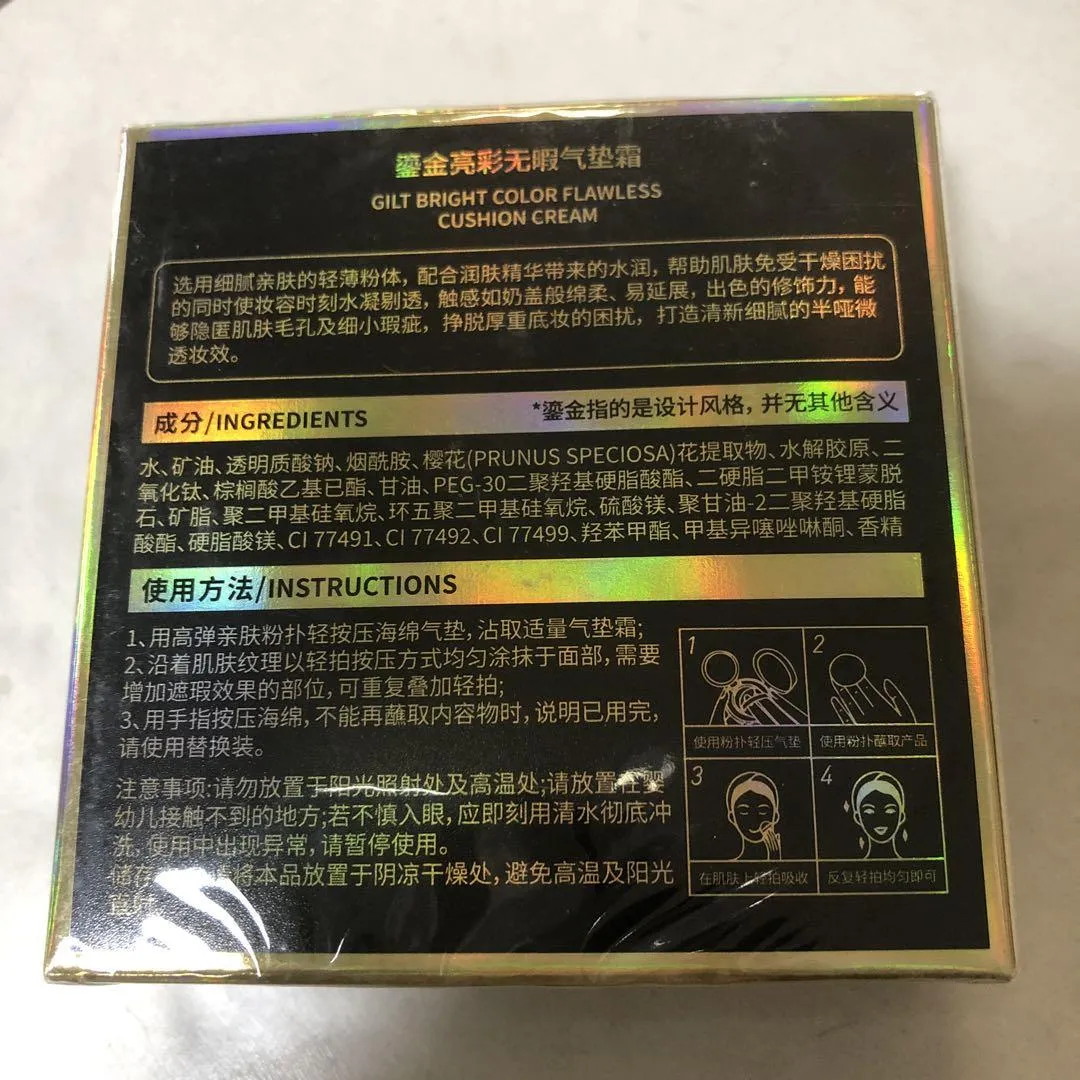 鎏金亮彩无暇气垫霜
GILT BRIGHT COLOR FLAWLESS
CUSHION CREAM
选用细腻亲肤的轻薄粉体，配合润肤精华带来的水润，帮助肌肤免受干燥困扰
的同时使妆容时刻水凝剔透，触感如奶盖般绵柔、易延展，出色的修饰力，能
够隐匿肌肤毛孔及细小瑕疵，挣脱厚重底妆的困扰，打造清新细腻的半哑微
透妆效。
成分/INGREDIENTS
*鎏金指的是设计风格，并无其他含义
水、矿油、透明质酸钠、烟酰胺、樱花(PRUNUS SPECIOSA)花提取物、水解胶原、二
氧化钛、棕榈酸乙基已酯、甘油、PEG-30二聚羟基硬脂酸酯、二硬脂二甲铵锂蒙脱
石、矿脂、聚二甲基硅氧烷、环五聚二甲基硅氧烷、硫酸镁、聚甘油-2二聚羟基硬脂
酸酯、硬脂酸镁、CI 77491、CI 77492、CI 77499、羟苯甲酯、甲基异噻唑啉酮、香精
使用方法/INSTRUCTIONS
1、用高弹亲肤粉扑轻按压海绵气垫，沾取适量气垫霜;
2、沿着肌肤纹理以轻拍按压方式均匀涂抹于面部，需要
增加遮瑕效果的部位，可重复叠加轻拍;
3、用手指按压海绵，不能再蘸取内容物时，说明已用完，
请使用替换装。
注意事项:请勿放置于阳光照射处及高温处;请放置在婴
幼儿接触不到的地方;若不慎入眼，应即刻用清水彻底冲
洗，使用中出现异常，请暂停使用。
储存 将本品放置于阴凉干燥处，避免高温及阳光
直射
1
2
使用粉扑轻压气垫
使用粉扑蘸取产品
3
4
在肌肤上轻拍吸收
反复轻拍均匀即可